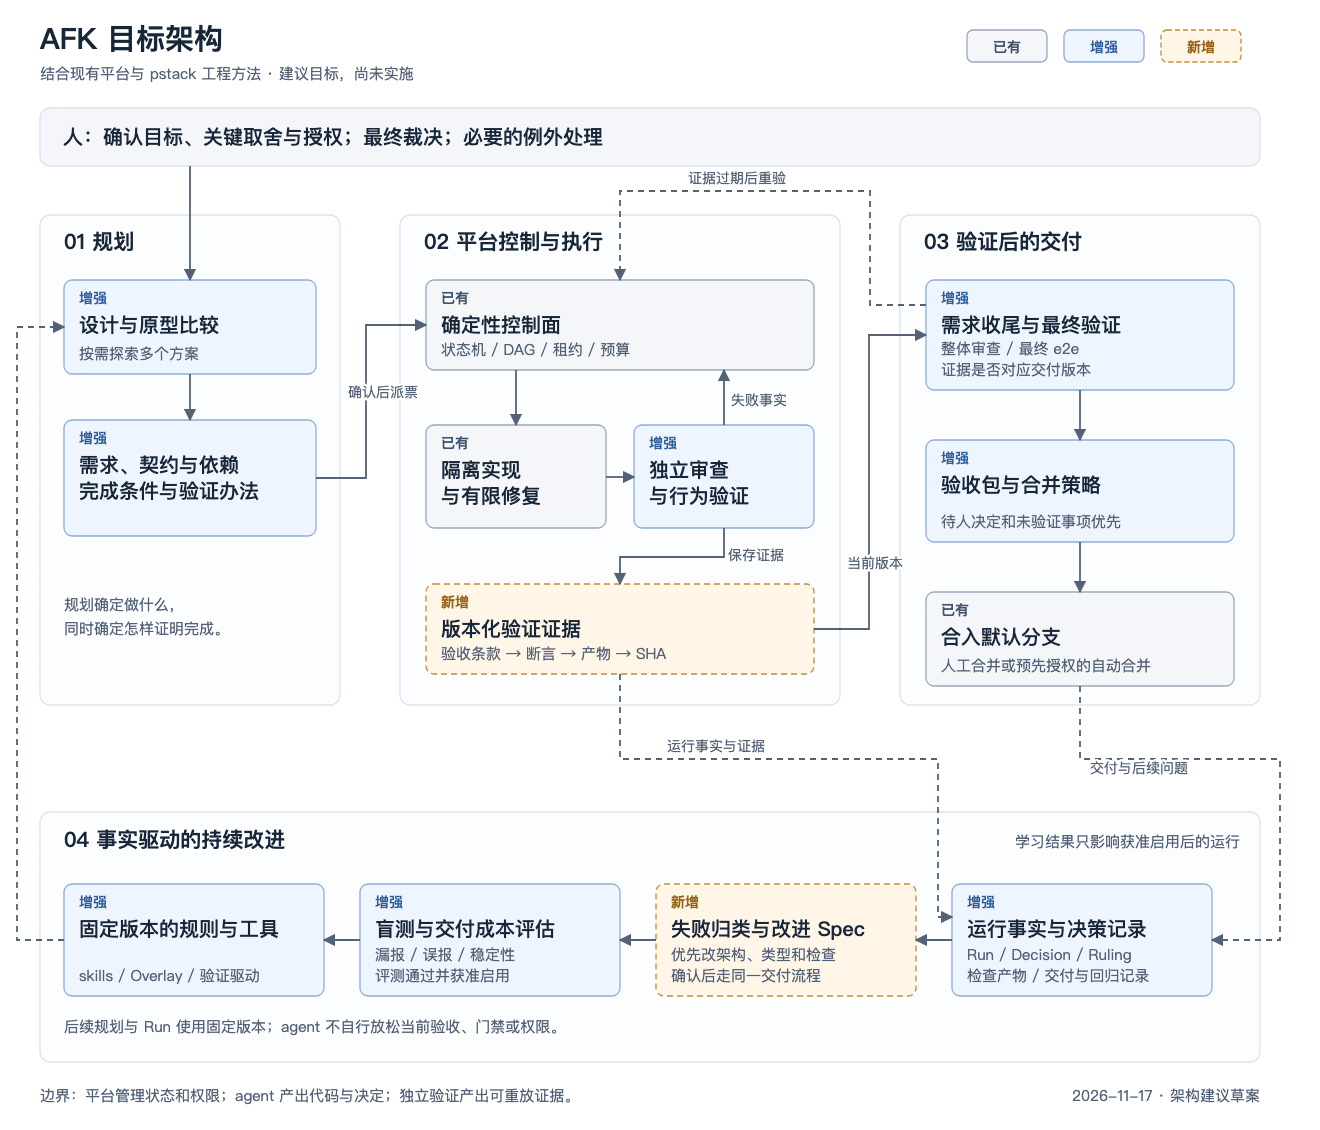 AFK 目标架构
结合现有平台与 pstack 工程方法 · 建议目标，尚未实施
已有
增强
新增
人：确认目标、关键取舍与授权；最终裁决；必要的例外处理
证据过期后重验
01 规划
增强
设计与原型比较
按需探索多个方案
增强
需求、契约与依赖
完成条件与验证办法
规划确定做什么，
同时确定怎样证明完成。
确认后派票
02 平台控制与执行
已有
确定性控制面
状态机 / DAG / 租约 / 预算
失败事实
已有
隔离实现
与有限修复
增强
独立审查
与行为验证
保存证据
新增
版本化验证证据
验收条款 → 断言 → 产物 → SHA
当前版本
03 验证后的交付
增强
需求收尾与最终验证
整体审查 / 最终 e2e
证据是否对应交付版本
增强
验收包与合并策略
待人决定和未验证事项优先
已有
合入默认分支
人工合并或预先授权的自动合并
运行事实与证据
交付与后续问题
04 事实驱动的持续改进
学习结果只影响获准启用后的运行
增强
固定版本的规则与工具
skills / Overlay / 验证驱动
增强
盲测与交付成本评估
漏报 / 误报 / 稳定性
评测通过并获准启用
新增
失败归类与改进 Spec
优先改架构、类型和检查
确认后走同一交付流程
增强
运行事实与决策记录
Run / Decision / Ruling
检查产物 / 交付与回归记录
后续规划与 Run 使用固定版本；agent 不自行放松当前验收、门禁或权限。
边界：平台管理状态和权限；agent 产出代码与决定；独立验证产出可重放证据。
2026–11–17 · 架构建议草案